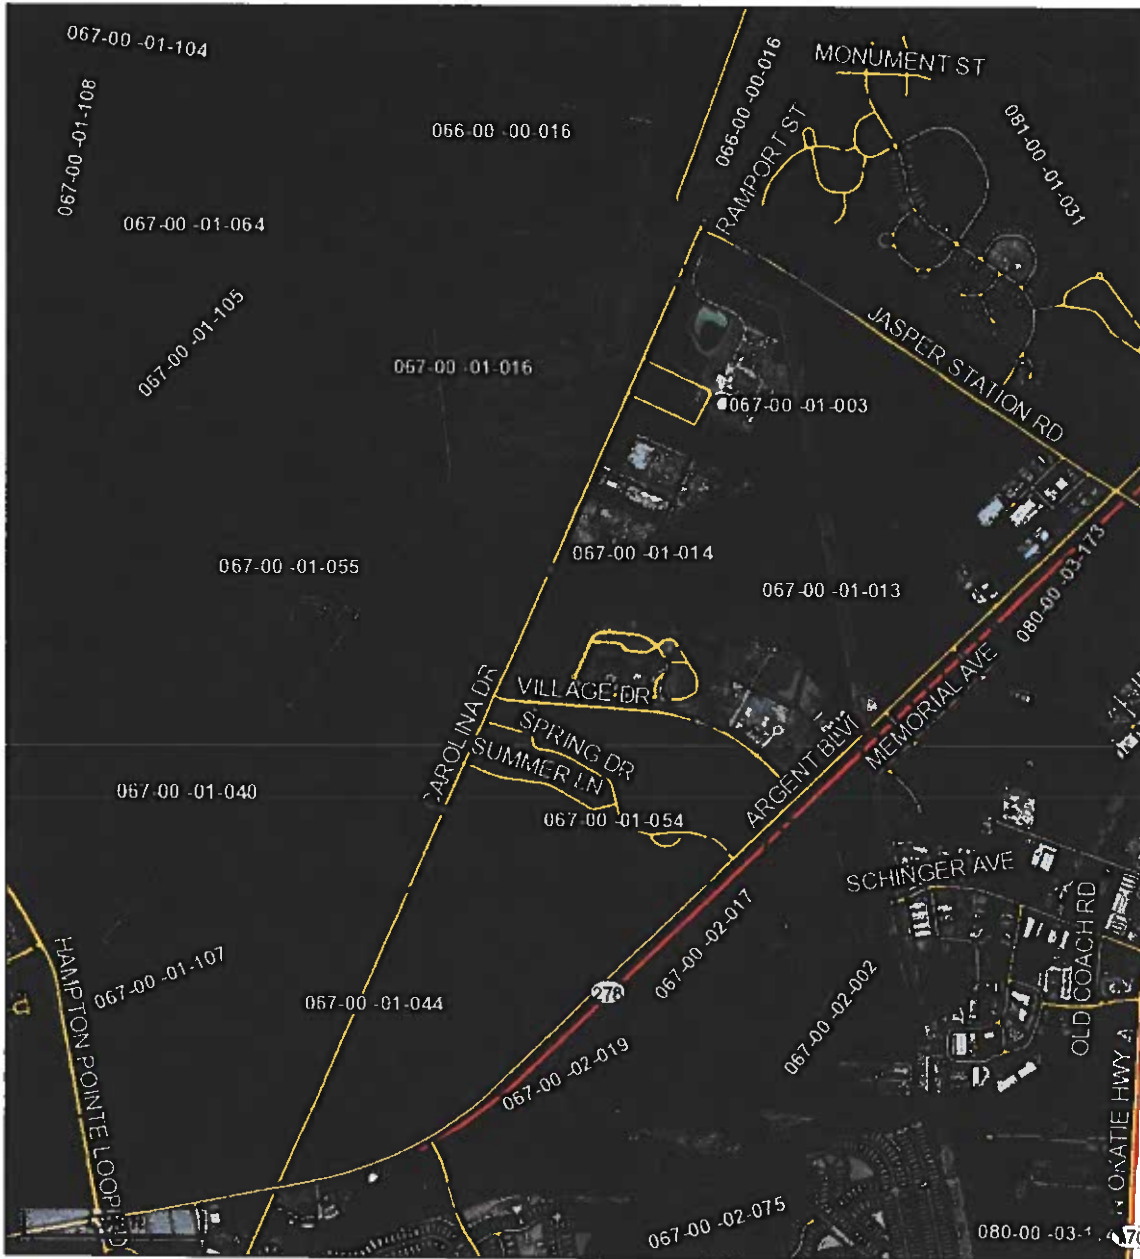 067-00 -01-104
MONUMENT ST
066-00-00-016
067-00 -01-108
066-00 -00-016
081-00 -01-031
RAMPORT ST
067-00 -01-064
067-00 -01-105
JASPER STATION RD
067-00 -01-016
067-00 -01-003
067-00 -01-014
067-00 -01-055
067-00 -01-013
080-00 -03-173
MEMORIAL AVE
VILLAGE DR
CAROLINA DR
SPRING DR
ARGENT BLVD
SUMMER LN
067-00 -01-040
067-00 -01-054
SCHINGER AVE
OLD COACH RD
067-00 -02-017
HAMPTON POINTE LOOP RD
067-00 -01-107
067-00 -02-002
278
067-00 -01-044
067-00 -02-019
N OKATIE HWY A
067-00 -02-075
080-00 -03-1